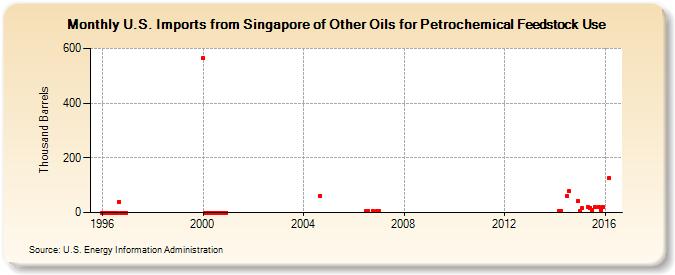 Monthly U.S. Imports from Singapore of Other Oils for Petrochemical Feedstock Use
Thousand Barrels
600
400
200
0
1996 2000 2004 2008 2012 2016
Source: U.S. Energy Information Administration